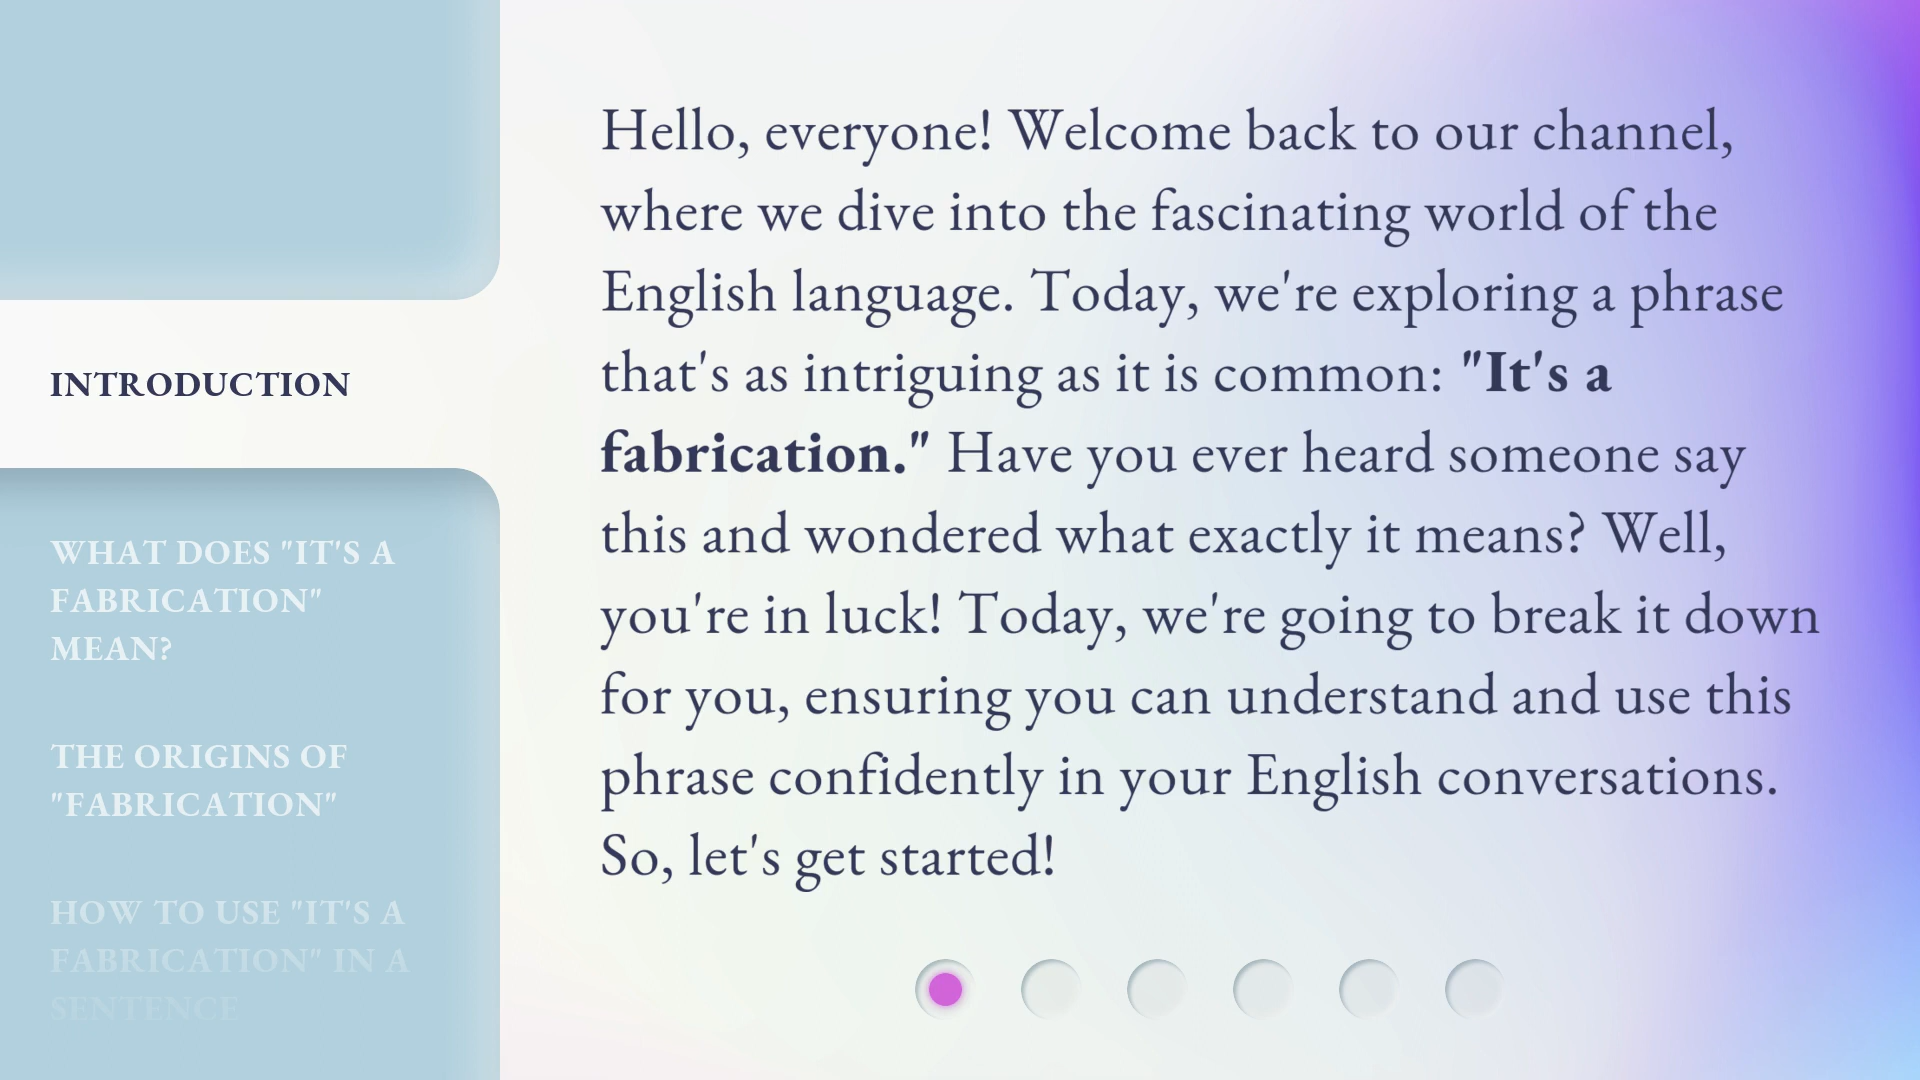 INTRODUCTION
WHAT DOES "IT'S A
FABRICATION"
MEAN?
THE ORIGINS OF
"FABRICATION"
HOW TO USE "IT'S A
FABRICATION" IN A
SENTENCE
Hello, everyone! Welcome back to our channel,
where we dive into the fascinating world of the
English language. Today, we're exploring a phrase
that's as intriguing as it is common: "It's a
fabrication." Have you ever heard someone say
this and wondered what exactly it means? Well,
you're in luck! Today, we're going to break it down
for you, ensuring you can understand and use this
phrase confidently in your English conversations.
So, let's get started!